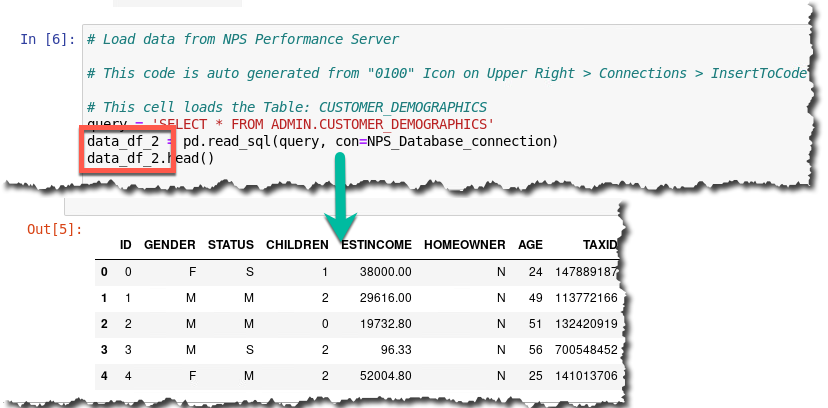 In [6]: # Load data from NPS Performance Server
# This code is auto generated from "0100" Icon on Upper Right > Connections > InsertToCode
# This cell loads the Table: CUSTOMER_DEMOGRAPHICS
query = 'SELECT * FROM ADMIN.CUSTOMER_DEMOGRAPHICS'
data_df_2 = pd.read_sql(query, con=NPS_Database_connection)
data_df_2.head()
Out[5]:
ID GENDER STATUS CHILDREN ESTINCOME HOMEOWNER AGE TAXID
0 0 F S 1 38000.00 N 24 147889187
1 1 M M 2 29616.00 N 49 113772166
2 2 M M 0 19732.80 N 51 132420919
3 3 M S 2 96.33 N 56 700548452
4 4 F M 2 52004.80 N 25 141013706